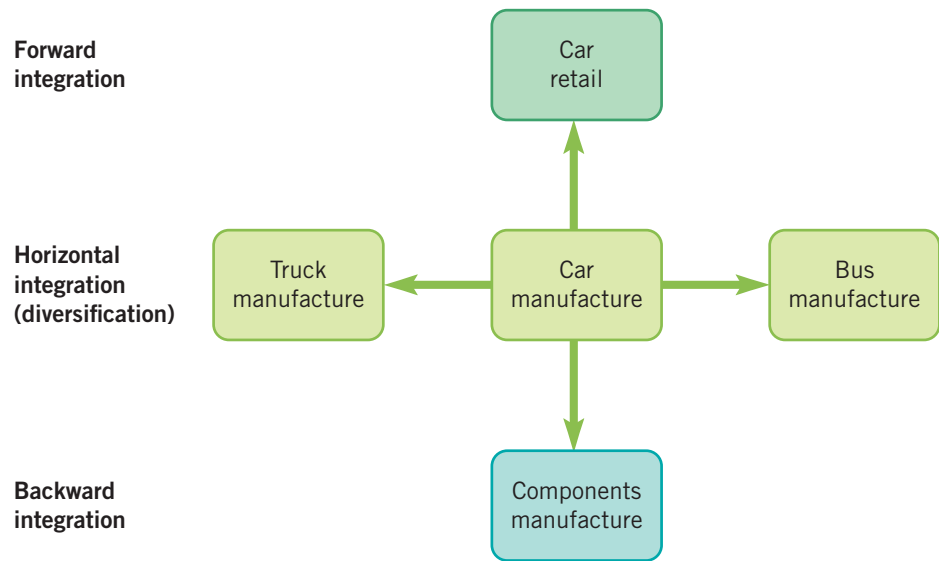 Forward
integration
Car
retail
Horizontal
integration
(diversification)
Truck
manufacture
Car
manufacture
Bus
manufacture
Backward
integration
Components
manufacture